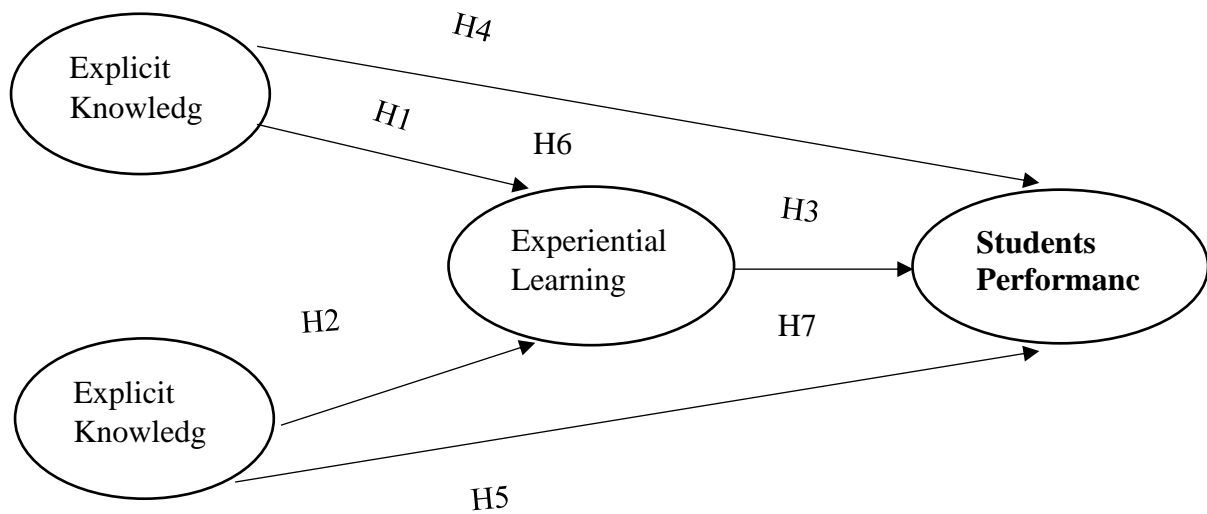 H4
Explicit
Knowledg
H1
H6
H3
Experiential
Learning
Students
Performanc
H2
H7
Explicit
Knowledg
H5